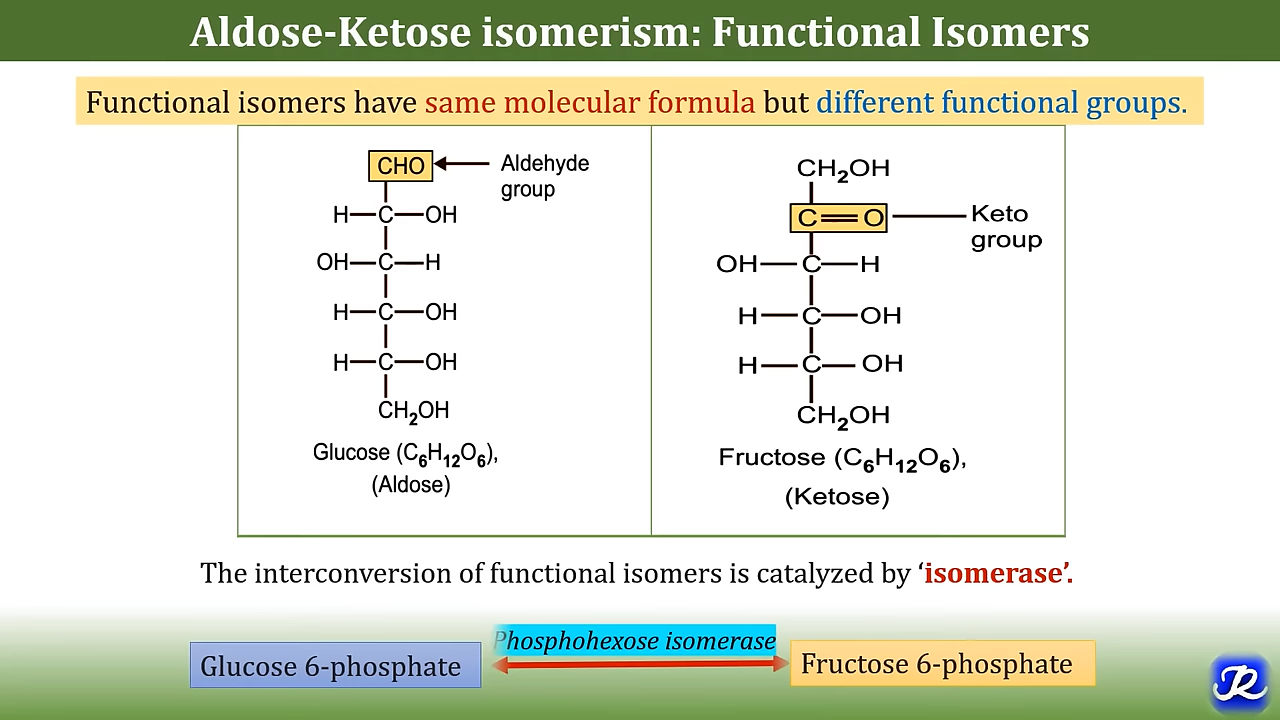 Aldose-Ketose isomerism: Functional Isomers
Functional isomers have same molecular formula but different functional groups.
CHO
Aldehyde
group
H—C—OH
OH—C—H
H—C—OH
H—C—OH
CH₂OH
Glucose (C₆H₁₂O₆),
(Aldose)
CH₂OH
C=O
Keto
group
OH—C—H
H—C—OH
H—C—OH
CH₂OH
Fructose (C₆H₁₂O₆),
(Ketose)
The interconversion of functional isomers is catalyzed by ‘isomerase’.
Phosphohexose isomerase
Glucose 6-phosphate
Fructose 6-phosphate
JR